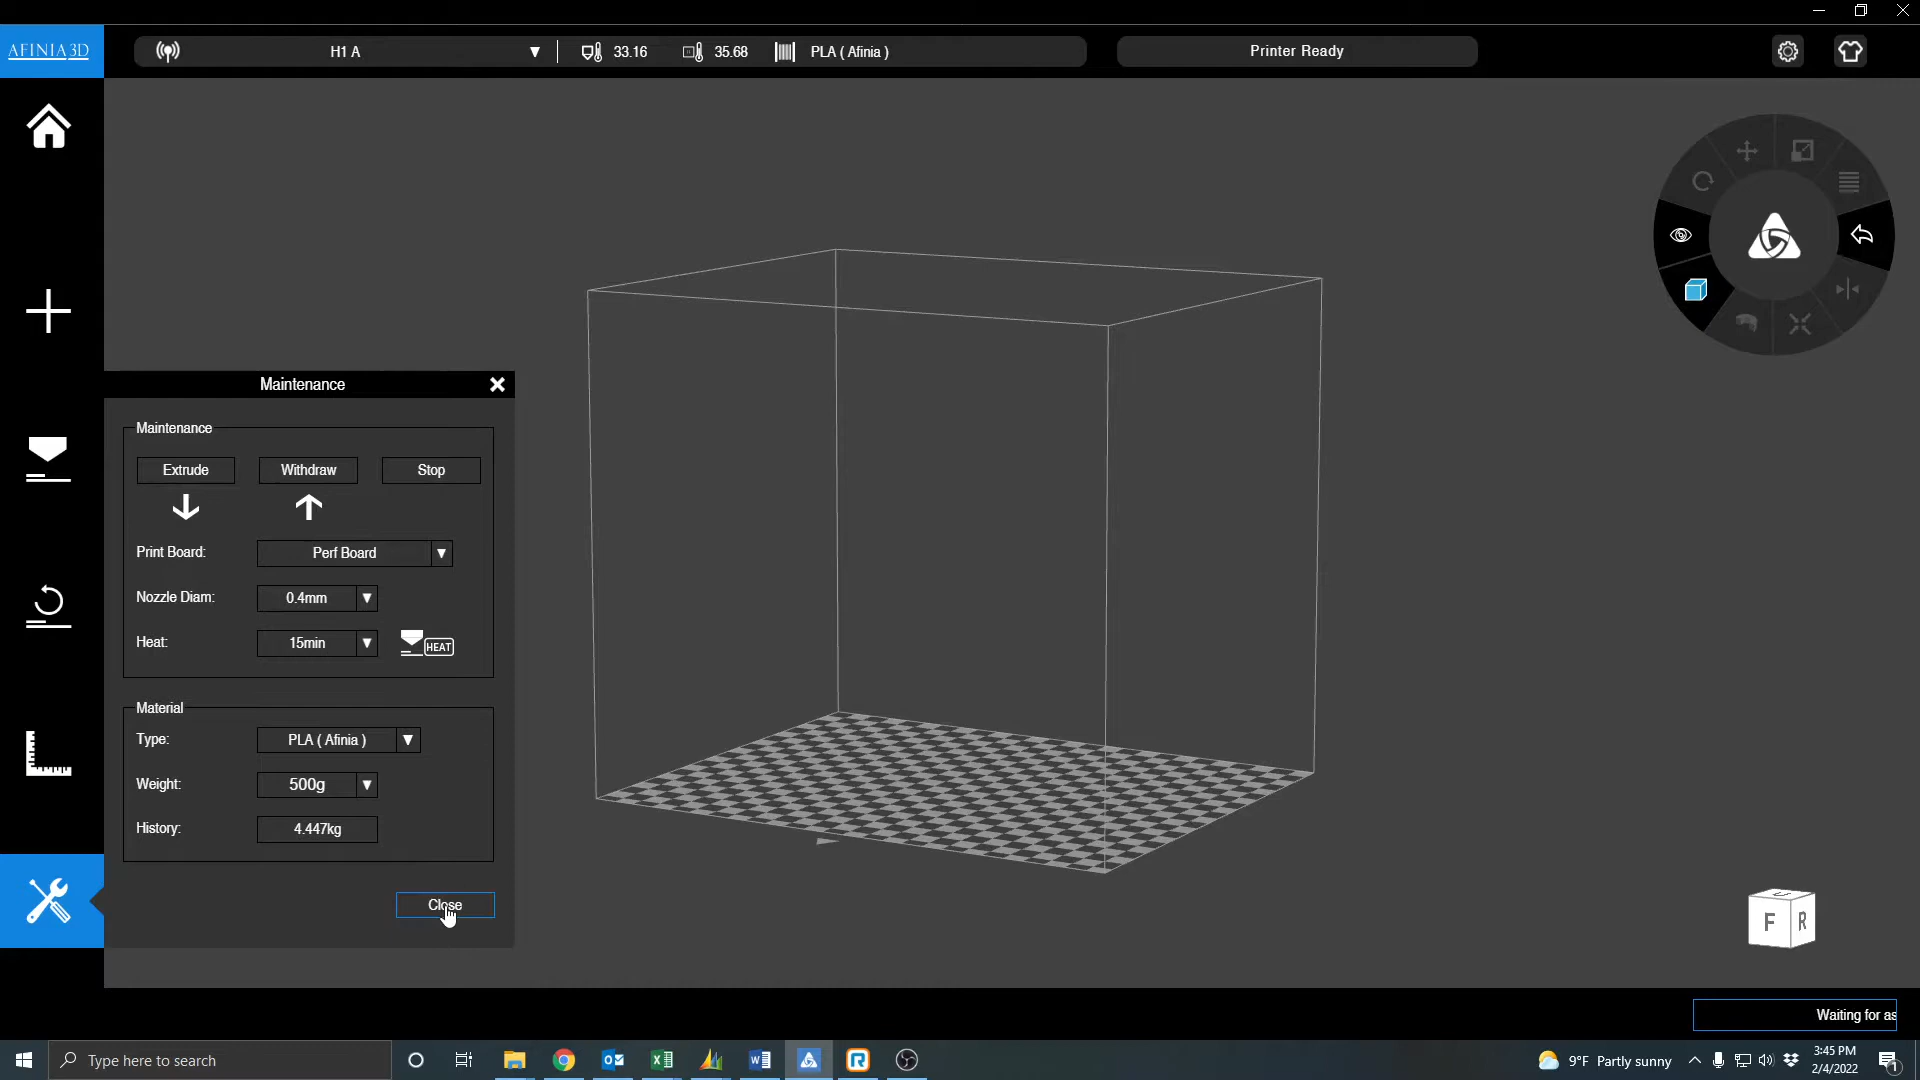 AFINIA3D
H1 A
33.16
35.68
PLA ( Afinia )
Printer Ready
Maintenance
Maintenance
Extrude
Withdraw
Stop
Print Board:
Perf Board
Nozzle Diam:
0.4mm
Heat:
15min
HEAT
Material
Type:
PLA ( Afinia )
Weight:
500g
History:
4.447kg
Close
U
F
R
Waiting for as
Type here to search
9°F Partly sunny
3:45 PM
2/4/2022
1